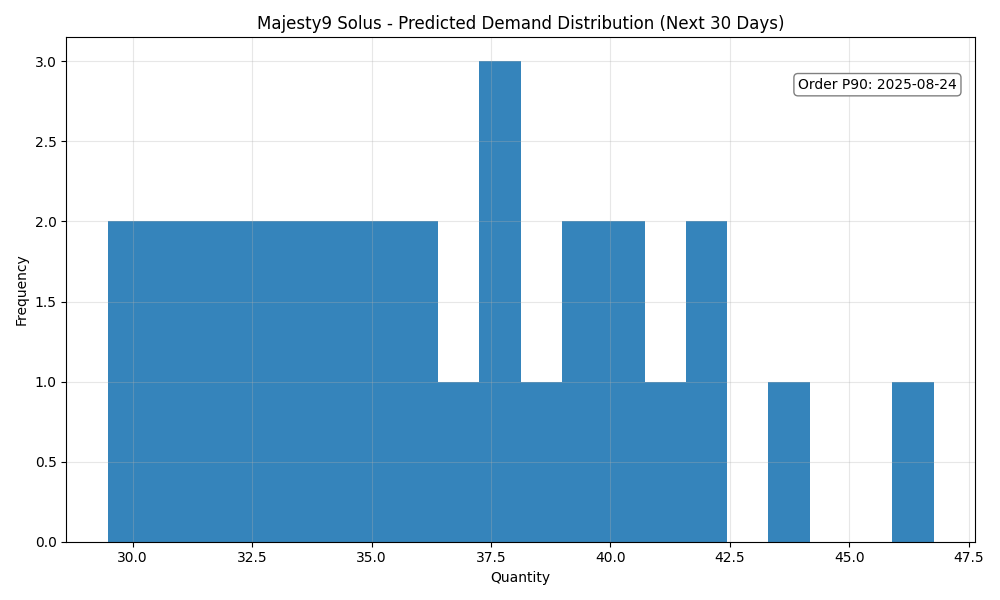 Majesty9 Solus - Predicted Demand Distribution (Next 30 Days)
Order P90: 2025-08-24
Frequency
3.0
2.5
2.0
1.5
1.0
0.5
0.0
30.0 32.5 35.0 37.5 40.0 42.5 45.0 47.5
Quantity